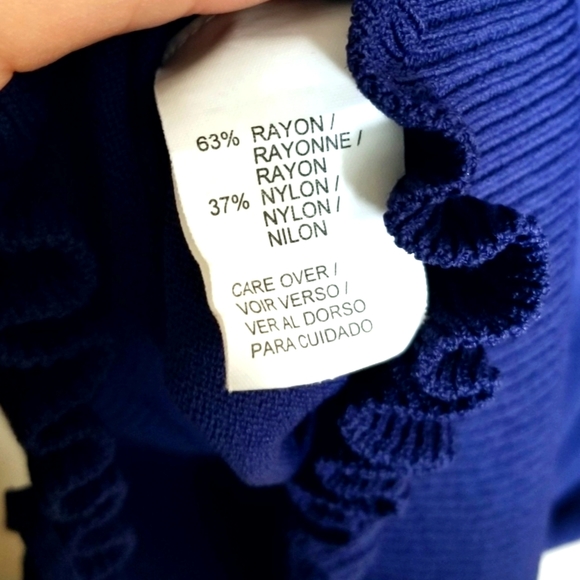 63% RAYON /
RAYONNE /
RAYON
37% NYLON /
NYLON /
NILON
CARE OVER /
VOIR VERSO /
VER AL DORSO
PARA CUIDADO